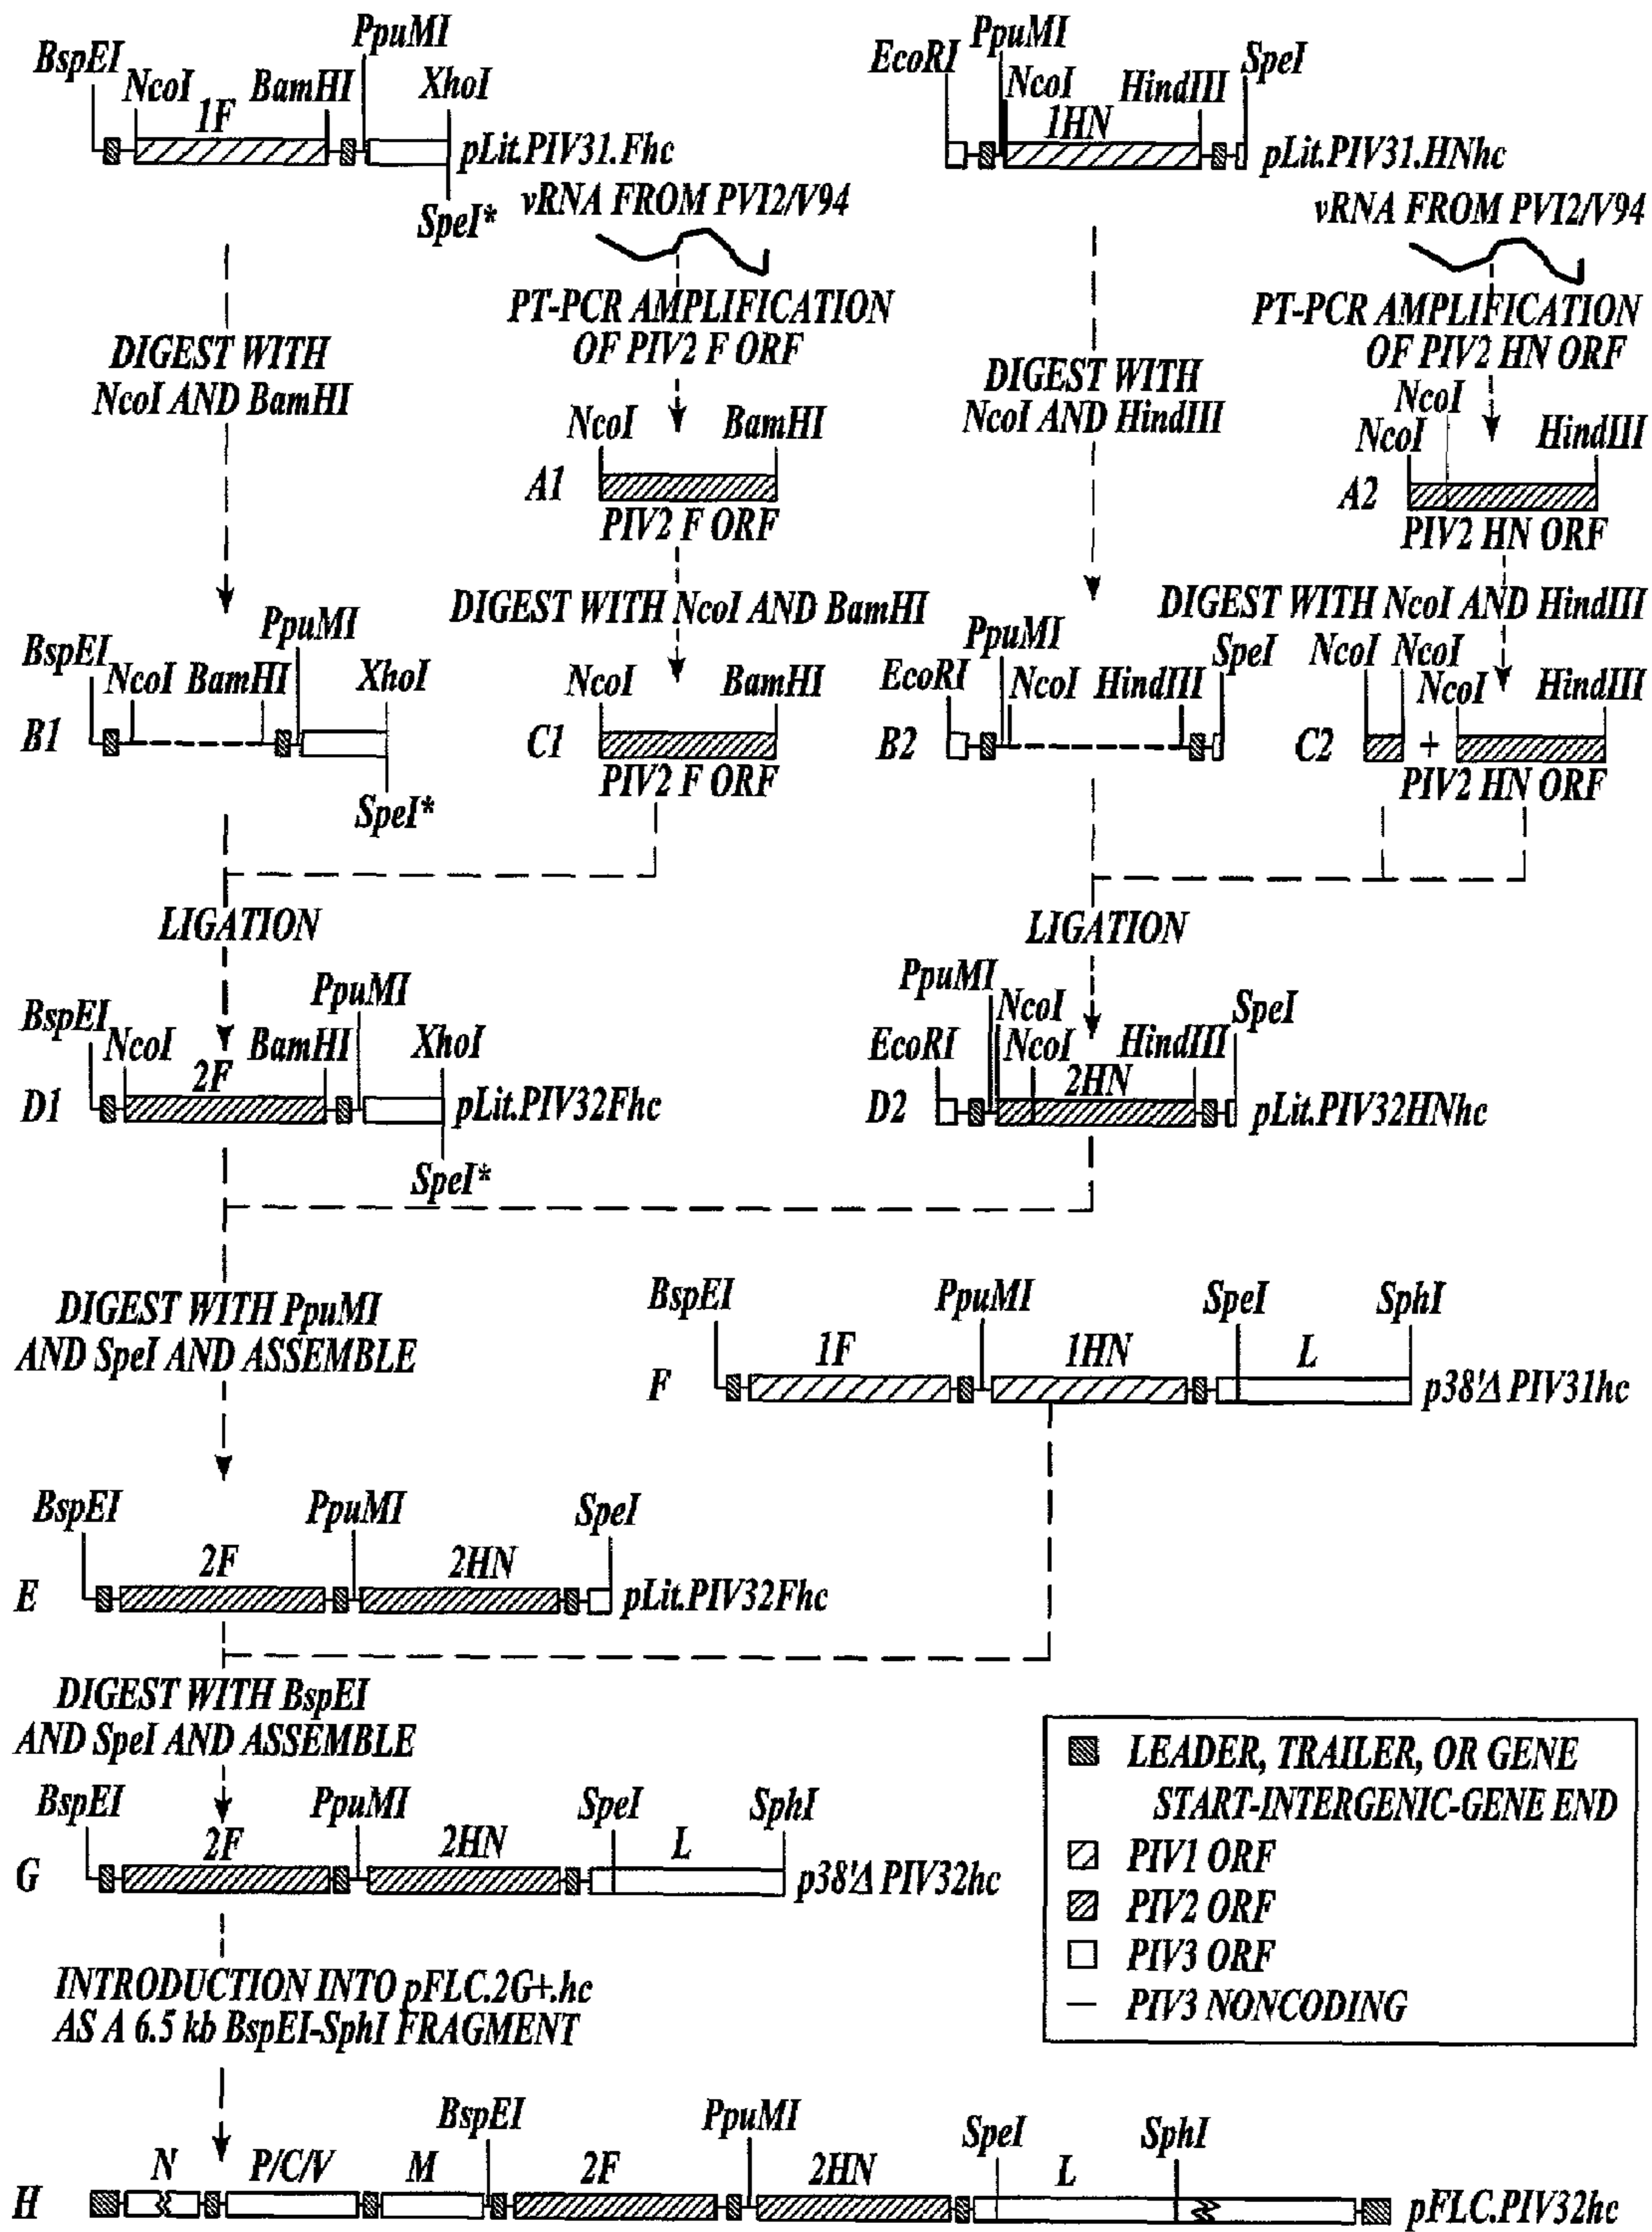 BspEI
NcoI
1F
BamHI
PpuMI
XhoI
pLit.PIV31.Fhc
SpeI*
EcoRI
PpuMI
NcoI
1HN
HindIII
SpeI
pLit.PIV31.HNhc
vRNA FROM PVI2/V94
PT-PCR AMPLIFICATION
OF PIV2 F ORF
vRNA FROM PVI2/V94
PT-PCR AMPLIFICATION
OF PIV2 HN ORF
DIGEST WITH
NcoI AND BamHI
DIGEST WITH
NcoI AND HindIII
NcoI
BamHI
A1
PIV2 F ORF
NcoI
NcoI
HindIII
A2
PIV2 HN ORF
DIGEST WITH NcoI AND BamHI
DIGEST WITH NcoI AND HindIII
BspEI
NcoI
BamHI
PpuMI
XhoI
B1
SpeI*
NcoI
BamHI
C1
PIV2 F ORF
EcoRI
PpuMI
NcoI
HindIII
SpeI
B2
NcoI
NcoI
NcoI
HindIII
C2
+
PIV2 HN ORF
LIGATION
LIGATION
BspEI
NcoI
2F
BamHI
PpuMI
XhoI
D1
pLit.PIV32Fhc
SpeI*
EcoRI
PpuMI
NcoI
NcoI
2HN
HindIII
SpeI
D2
pLit.PIV32HNhc
DIGEST WITH PpuMI
AND SpeI AND ASSEMBLE
BspEI
1F
PpuMI
1HN
SpeI
L
SphI
F
p38'Δ PIV31hc
BspEI
2F
PpuMI
2HN
SpeI
E
pLit.PIV32Fhc
DIGEST WITH BspEI
AND SpeI AND ASSEMBLE
BspEI
2F
PpuMI
2HN
SpeI
L
SphI
G
p38'Δ PIV32hc
LEADER, TRAILER, OR GENE
START-INTERGENIC-GENE END
PIV1 ORF
PIV2 ORF
PIV3 ORF
PIV3 NONCODING
INTRODUCTION INTO pFLC.2G+.hc
AS A 6.5 kb BspEI-SphI FRAGMENT
N
P/C/V
M
BspEI
2F
PpuMI
2HN
SpeI
L
SphI
H
pFLC.PIV32hc